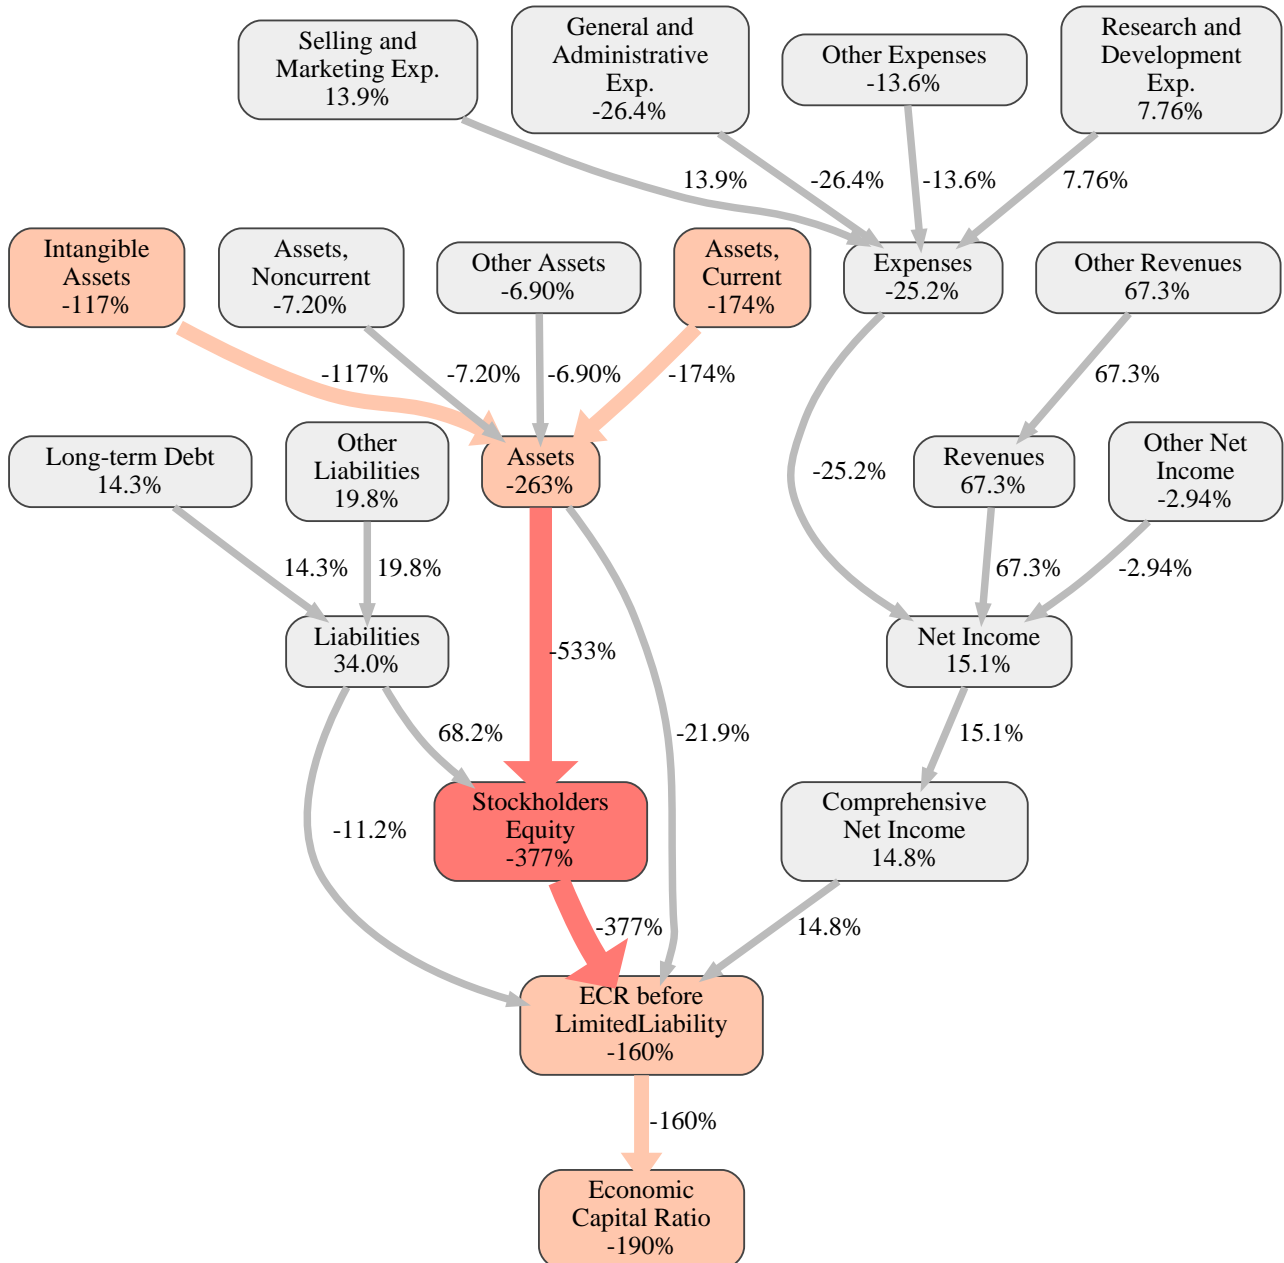 Selling and
Marketing Exp.
13.9%
General and
Administrative
Exp.
-26.4%
Other Expenses
-13.6%
Research and
Development
Exp.
7.76%
13.9%
-26.4%
-13.6%
7.76%
Intangible
Assets
-117%
Assets,
Noncurrent
-7.20%
Other Assets
-6.90%
Assets,
Current
-174%
Expenses
-25.2%
Other Revenues
67.3%
-117%
-7.20%
-6.90%
-174%
67.3%
Long-term Debt
14.3%
Other
Liabilities
19.8%
Assets
-263%
-25.2%
Revenues
67.3%
Other Net
Income
-2.94%
14.3%
19.8%
67.3%
-2.94%
Liabilities
34.0%
-533%
Net Income
15.1%
68.2%
-21.9%
15.1%
-11.2%
Stockholders
Equity
-377%
Comprehensive
Net Income
14.8%
-377%
14.8%
ECR before
LimitedLiability
-160%
-160%
Economic
Capital Ratio
-190%